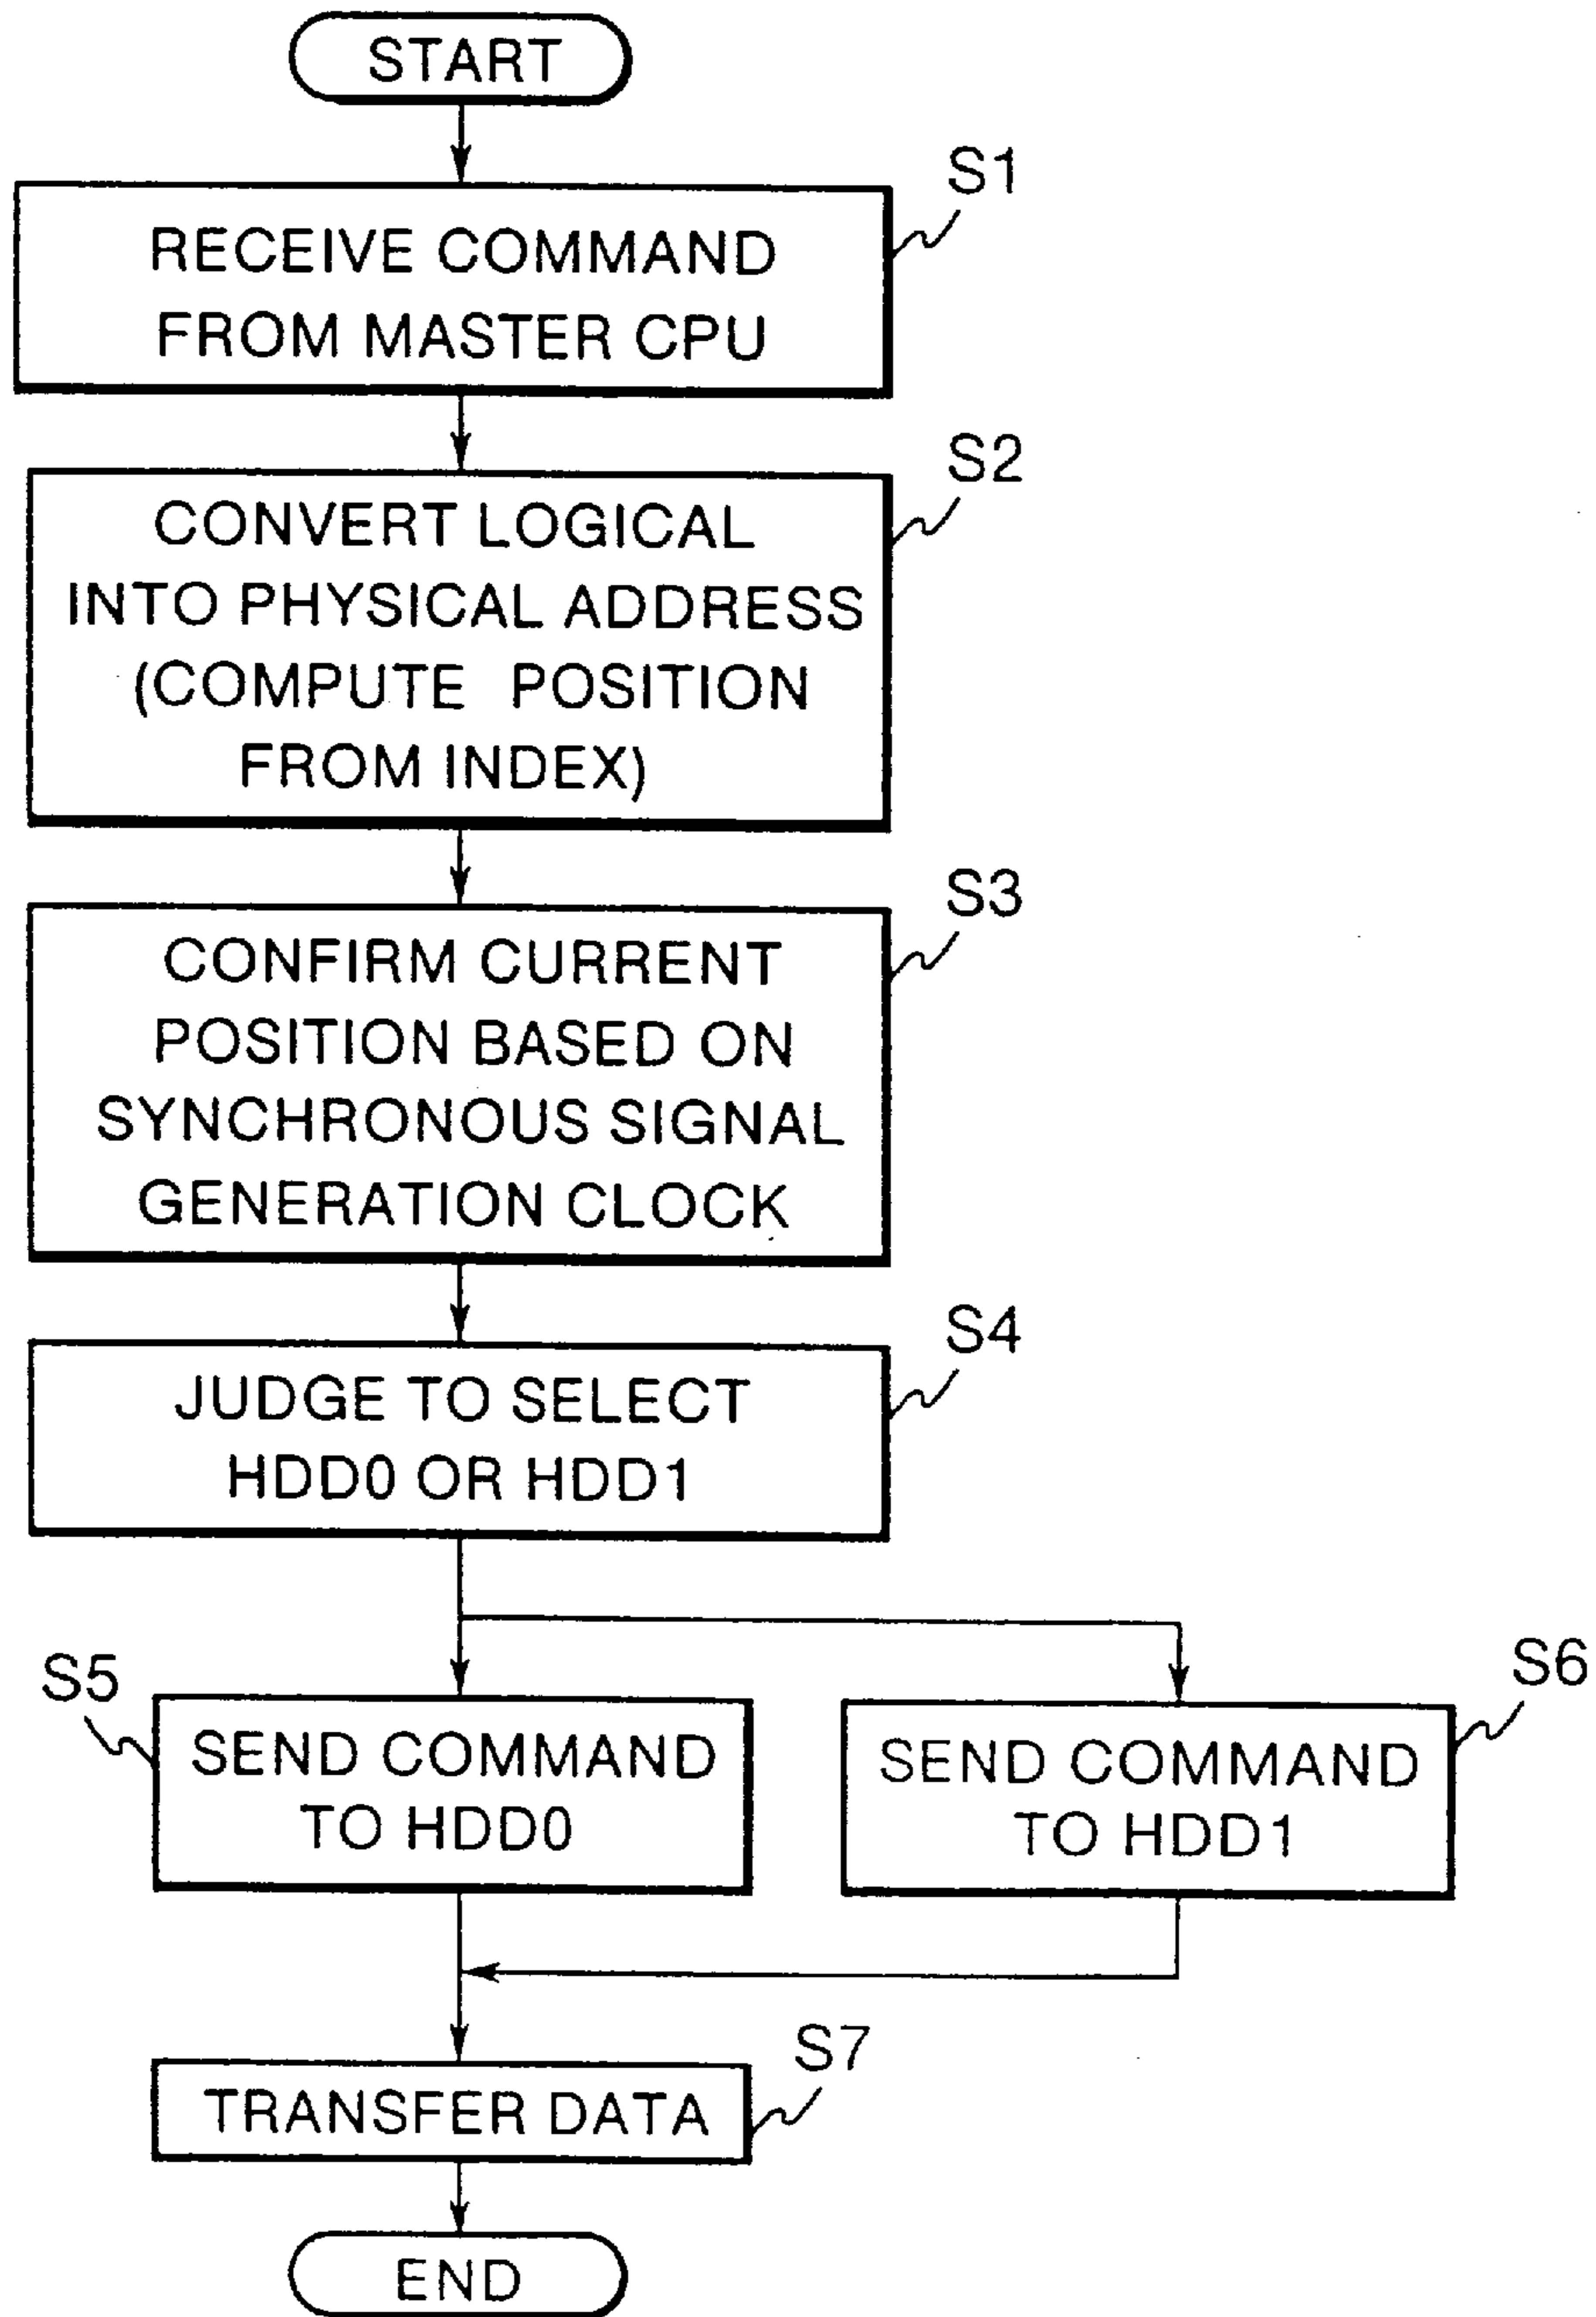 START
S1
RECEIVE COMMAND
FROM MASTER CPU
S2
CONVERT LOGICAL
INTO PHYSICAL ADDRESS
(COMPUTE POSITION
FROM INDEX)
S3
CONFIRM CURRENT
POSITION BASED ON
SYNCHRONOUS SIGNAL
GENERATION CLOCK
S4
JUDGE TO SELECT
HDD0 OR HDD1
S5
SEND COMMAND
TO HDD0
S6
SEND COMMAND
TO HDD1
S7
TRANSFER DATA
END